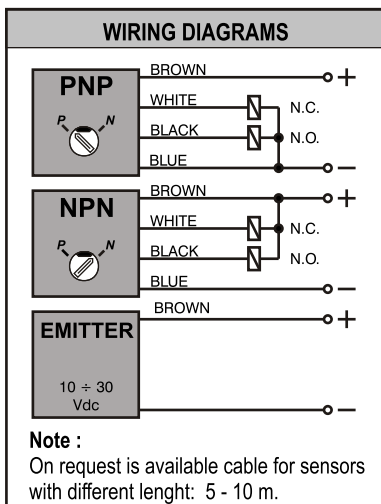 WIRING DIAGRAMS
PNP
P N
BROWN +
WHITE N.C.
BLACK N.O.
BLUE −
NPN
P N
BROWN +
WHITE N.C.
BLACK N.O.
BLUE −
EMITTER
10 ÷ 30
Vdc
BROWN +
−
Note :
On request is available cable for sensors
with different lenght: 5 - 10 m.